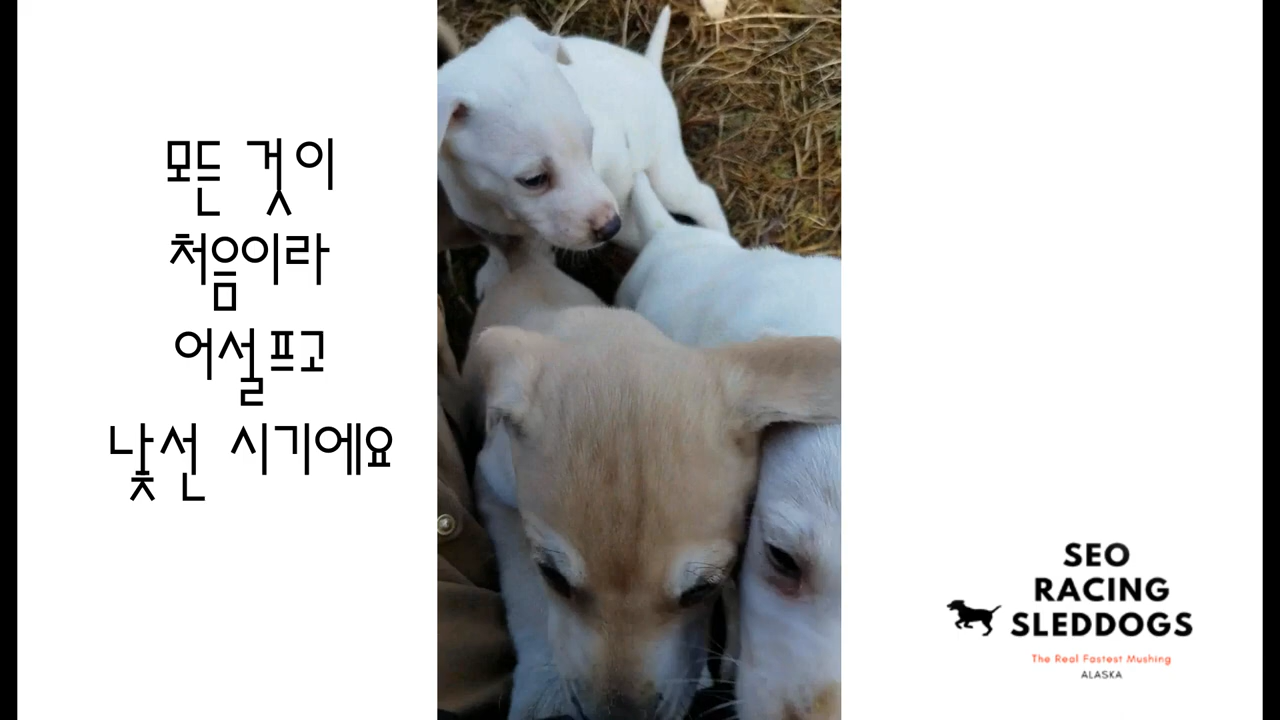 모든 것이
처음이라
어설프고
낯선 시기에요
SEO
RACING
SLEDDOGS
The Real Fastest Mushing
ALASKA